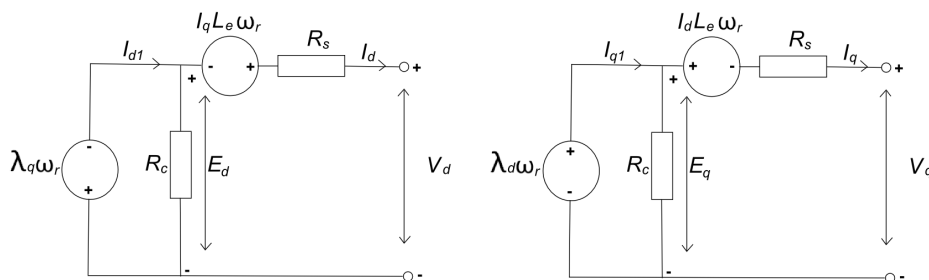 I_q L_e ω_r
R_s
I_d1
I_d
- +
+
+
-
λ_q ω_r
+
R_c
E_d
V_d
-
-
I_d L_e ω_r
R_s
I_q1
I_q
+ -
+
+
+
λ_d ω_r
-
R_c
E_q
-
-